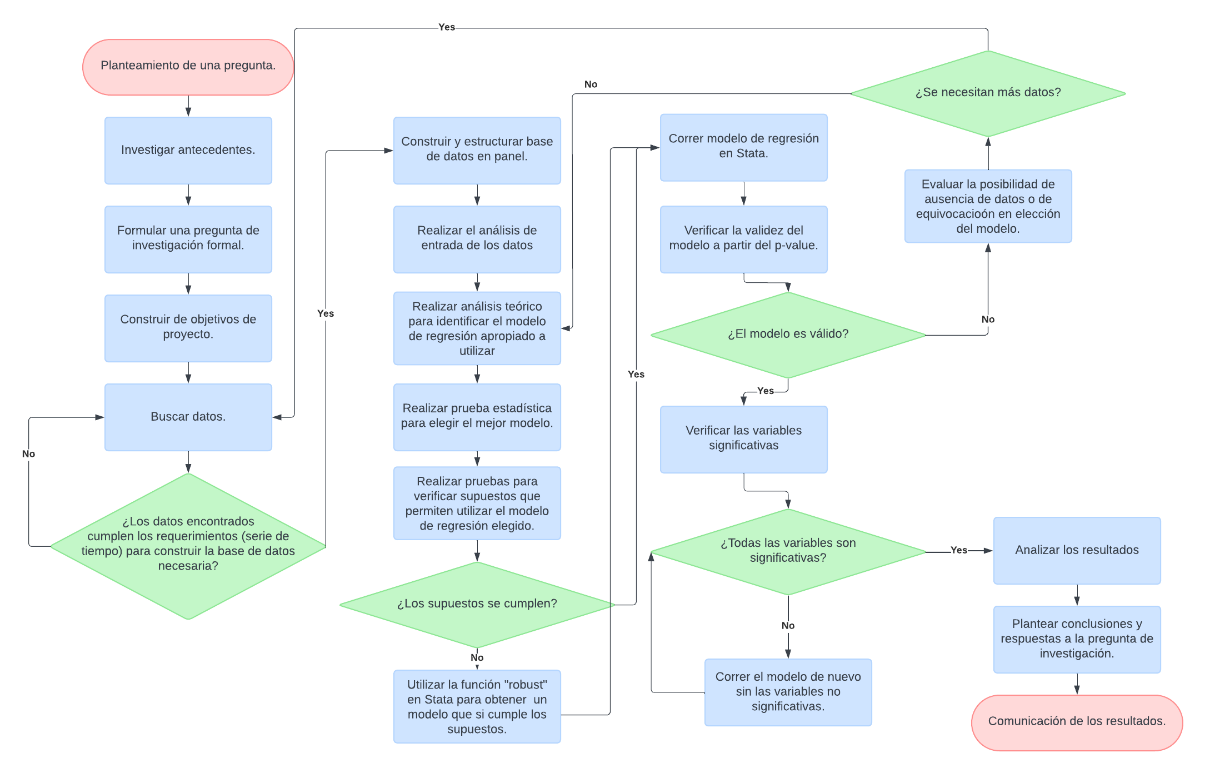 Planteamiento de una pregunta.
Investigar antecedentes.
Formular una pregunta de
investigación formal.
Construir de objetivos de
proyecto.
Buscar datos.
No
¿Los datos encontrados
cumplen los requerimientos (serie de
tiempo) para construir la base de datos
necesaria?
Yes
Construir y estructurar base
de datos en panel.
Realizar el análisis de
entrada de los datos
Realizar análisis teórico
para identificar el modelo
de regresión apropiado a
utilizar
Realizar prueba estadística
para elegir el mejor modelo.
Realizar pruebas para
verificar supuestos que
permiten utilizar el modelo
de regresión elegido.
¿Los supuestos se cumplen?
No
Utilizar la función "robust"
en Stata para obtener un
modelo que si cumple los
supuestos.
Yes
Correr modelo de regresión
en Stata.
Verificar la validez del
modelo a partir del p-value.
¿El modelo es válido?
No
Evaluar la posibilidad de
ausencia de datos o de
equivocacioón en elección
del modelo.
¿Se necesitan más datos?
No
Yes
Yes
Verificar las variables
significativas
¿Todas las variables son
significativas?
No
Correr el modelo de nuevo
sin las variables no
significativas.
Yes
Analizar los resultados
Plantear conclusiones y
respuestas a la pregunta de
investigación.
Comunicación de los resultados.